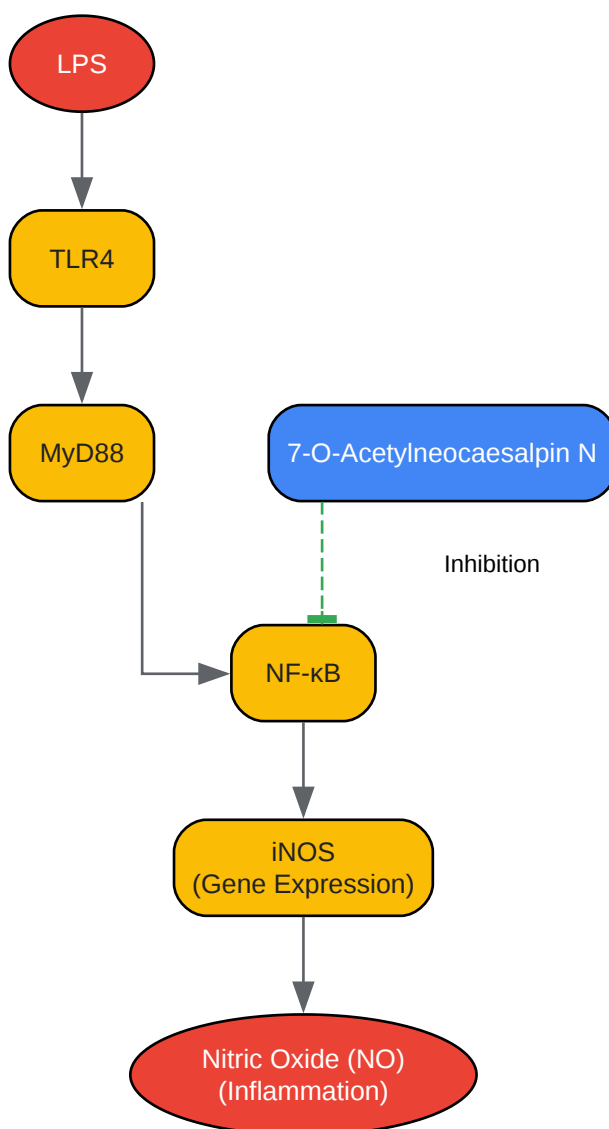 LPS
TLR4
MyD88
7-O-Acetylneocaesalpin N
Inhibition
NF-κB
iNOS
(Gene Expression)
Nitric Oxide (NO)
(Inflammation)